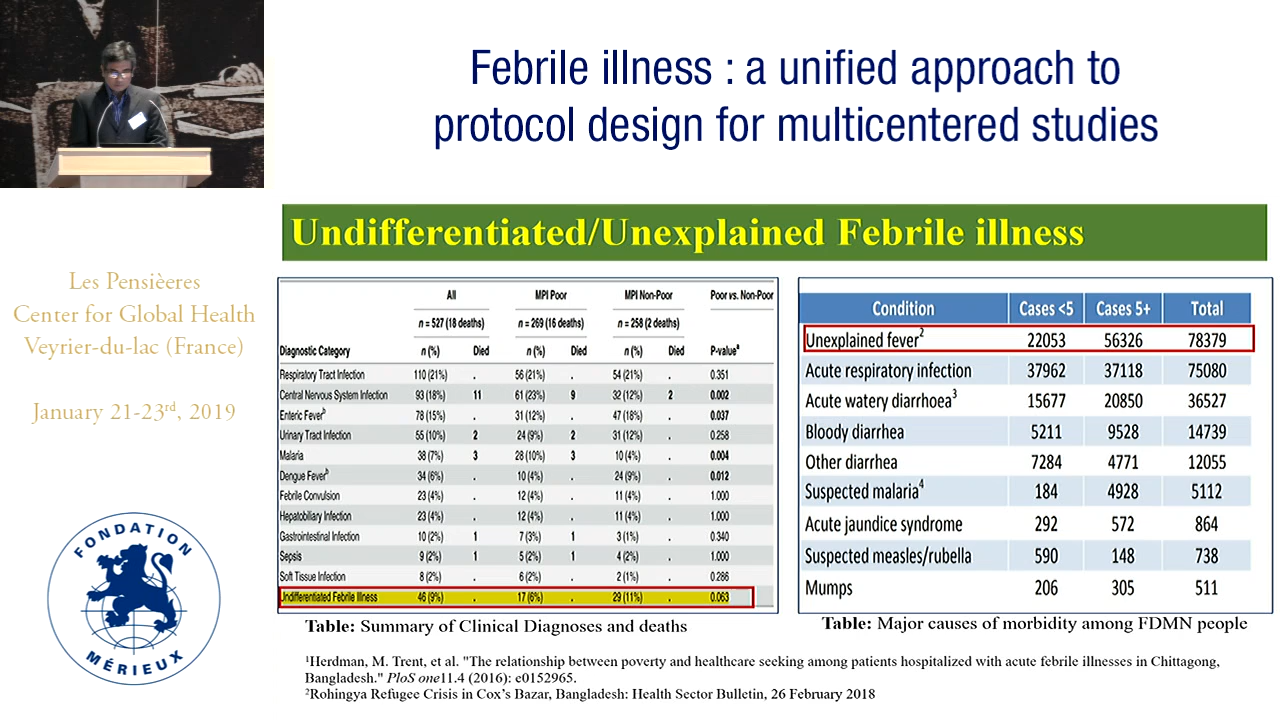 Febrile illness : a unified approach to
protocol design for multicentered studies
Les Pensièeres
Center for Global Health
Veyrier-du-lac (France)
January 21-23rd, 2019
FONDATION
MÉRIEUX
Undifferentiated/Unexplained Febrile illness
All MPI Poor MPI Non-Poor Poor vs. Non-Poor
n = 527 (18 deaths) n = 269 (16 deaths) n = 258 (2 deaths)
Diagnostic Category n (%) Died n (%) Died n (%) Died P-valueª
Respiratory Tract Infection 110 (21%) . 56 (21%) . 54 (21%) . 0.351
Central Nervous System Infection 93 (18%) 11 61 (23%) 9 32 (12%) 2 0.002
Enteric Feverᵇ 78 (15%) . 31 (12%) . 47 (18%) . 0.037
Urinary Tract Infection 55 (10%) 2 24 (9%) 2 31 (12%) . 0.258
Malaria 38 (7%) 3 28 (10%) 3 10 (4%) . 0.004
Dengue Feverᵇ 34 (6%) . 10 (4%) . 24 (9%) . 0.012
Febrile Convulsion 23 (4%) . 12 (4%) . 11 (4%) . 1.000
Hepatobiliary Infection 23 (4%) . 12 (4%) . 11 (4%) . 1.000
Gastrointestinal Infection 10 (2%) 1 7 (3%) 1 3 (1%) . 0.340
Sepsis 9 (2%) 1 5 (2%) 1 4 (2%) . 1.000
Soft Tissue Infection 8 (2%) . 6 (2%) . 2 (1%) . 0.286
Undifferentiated Febrile Illness 46 (9%) . 17 (6%) . 29 (11%) . 0.063
Table: Summary of Clinical Diagnoses and deaths
Condition Cases <5 Cases 5+ Total
Unexplained fever² 22053 56326 78379
Acute respiratory infection 37962 37118 75080
Acute watery diarrhoea³ 15677 20850 36527
Bloody diarrhea 5211 9528 14739
Other diarrhea 7284 4771 12055
Suspected malaria⁴ 184 4928 5112
Acute jaundice syndrome 292 572 864
Suspected measles/rubella 590 148 738
Mumps 206 305 511
Table: Major causes of morbidity among FDMN people
¹Herdman, M. Trent, et al. "The relationship between poverty and healthcare seeking among patients hospitalized with acute febrile illnesses in Chittagong,
Bangladesh." PloS one11.4 (2016): e0152965.
²Rohingya Refugee Crisis in Cox's Bazar, Bangladesh: Health Sector Bulletin, 26 February 2018